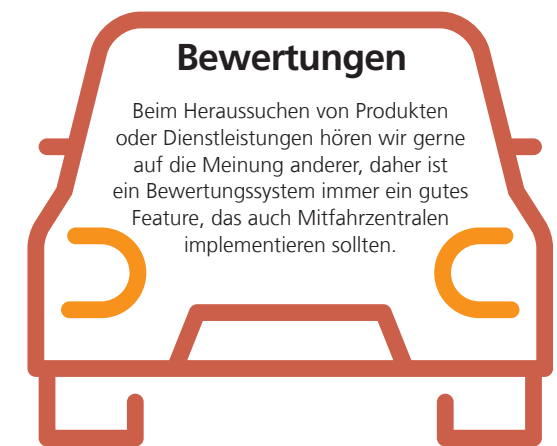 Bewertungen
Beim Heraussuchen von Produkten
oder Dienstleistungen hören wir gerne
auf die Meinung anderer, daher ist
ein Bewertungssystem immer ein gutes
Feature, das auch Mitfahrzentralen
implementieren sollten.